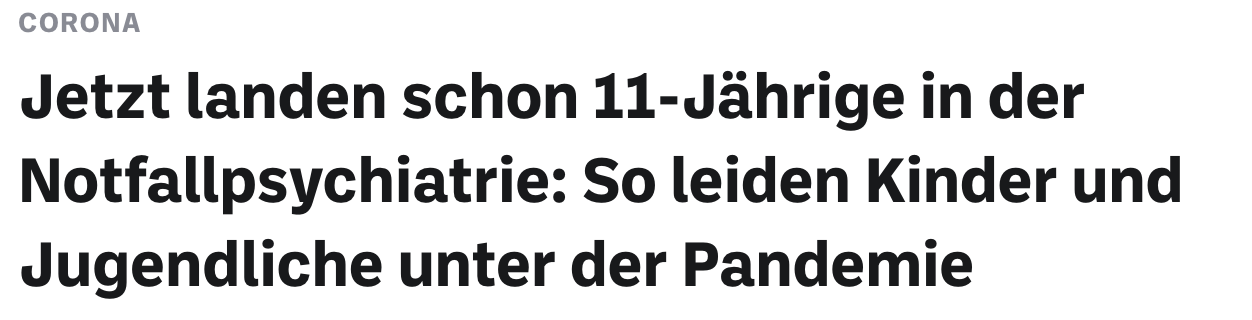 CORONA
Jetzt landen schon 11-Jährige in der
Notfallpsychiatrie: So leiden Kinder und
Jugendliche unter der Pandemie